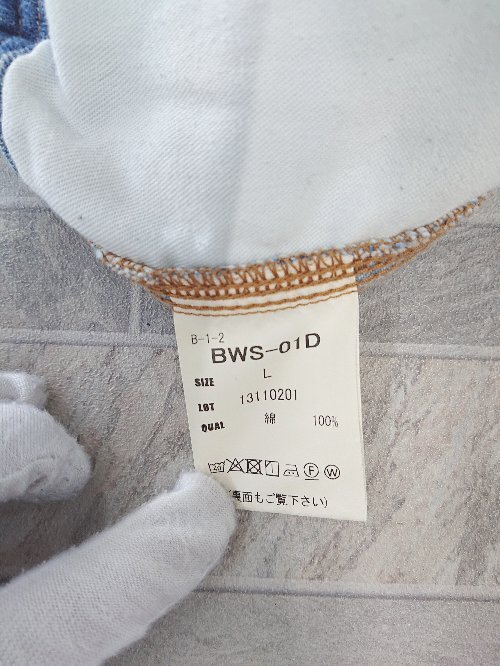 B-1-2
BWS-01D
SIZE L
LOT 13110201
QUAL 綿 100%
F W
裏面もご覧下さい)